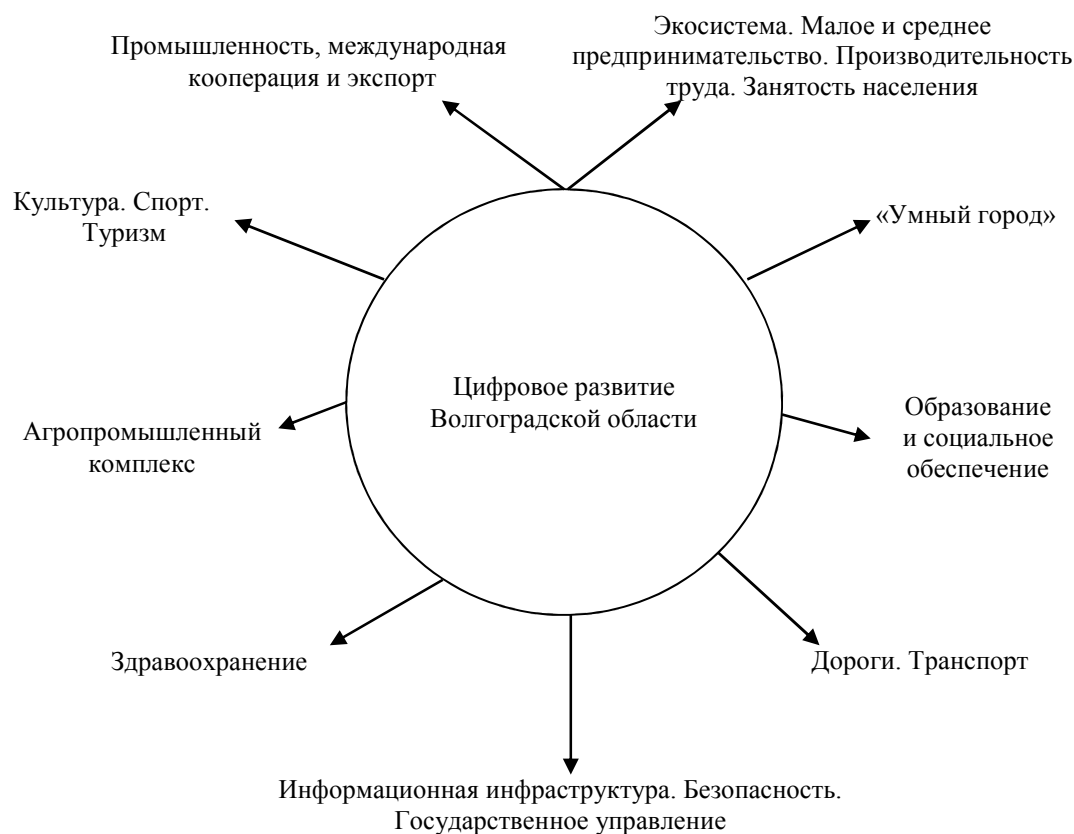 Промышленность, международная
кооперация и экспорт
Экосистема. Малое и среднее
предпринимательство. Производительность
труда. Занятость населения
Культура. Спорт.
Туризм
«Умный город»
Цифровое развитие
Волгоградской области
Агропромышленный
комплекс
Образование
и социальное
обеспечение
Здравоохранение
Дороги. Транспорт
Информационная инфраструктура. Безопасность.
Государственное управление